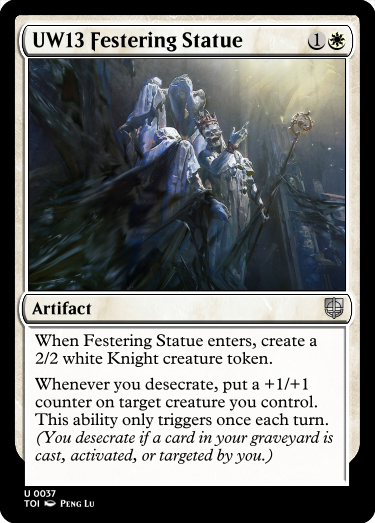 UW13 Festering Statue 1
Artifact
When Festering Statue enters, create a
2/2 white Knight creature token.
Whenever you desecrate, put a +1/+1
counter on target creature you control.
This ability only triggers once each turn.
(You desecrate if a card in your graveyard is
cast, activated, or targeted by you.)
U 0037
TOI Peng Lu